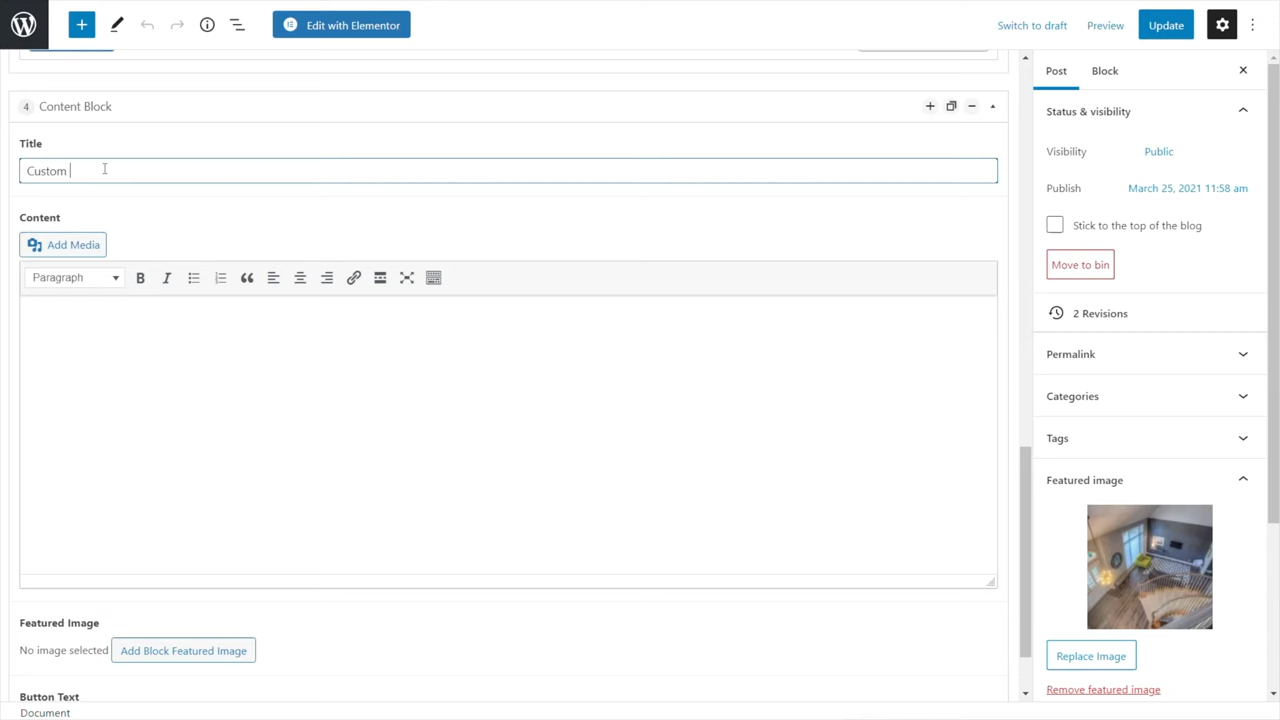 Edit with Elementor
Switch to draft
Preview
Update
4 Content Block
Title
Custom
Content
Add Media
Paragraph
B I
Featured Image
No image selected
Add Block Featured Image
Button Text
Document
Post
Block
Status & visibility
Visibility
Public
Publish
March 25, 2021 11:58 am
Stick to the top of the blog
Move to bin
2 Revisions
Permalink
Categories
Tags
Featured image
Replace Image
Remove featured image